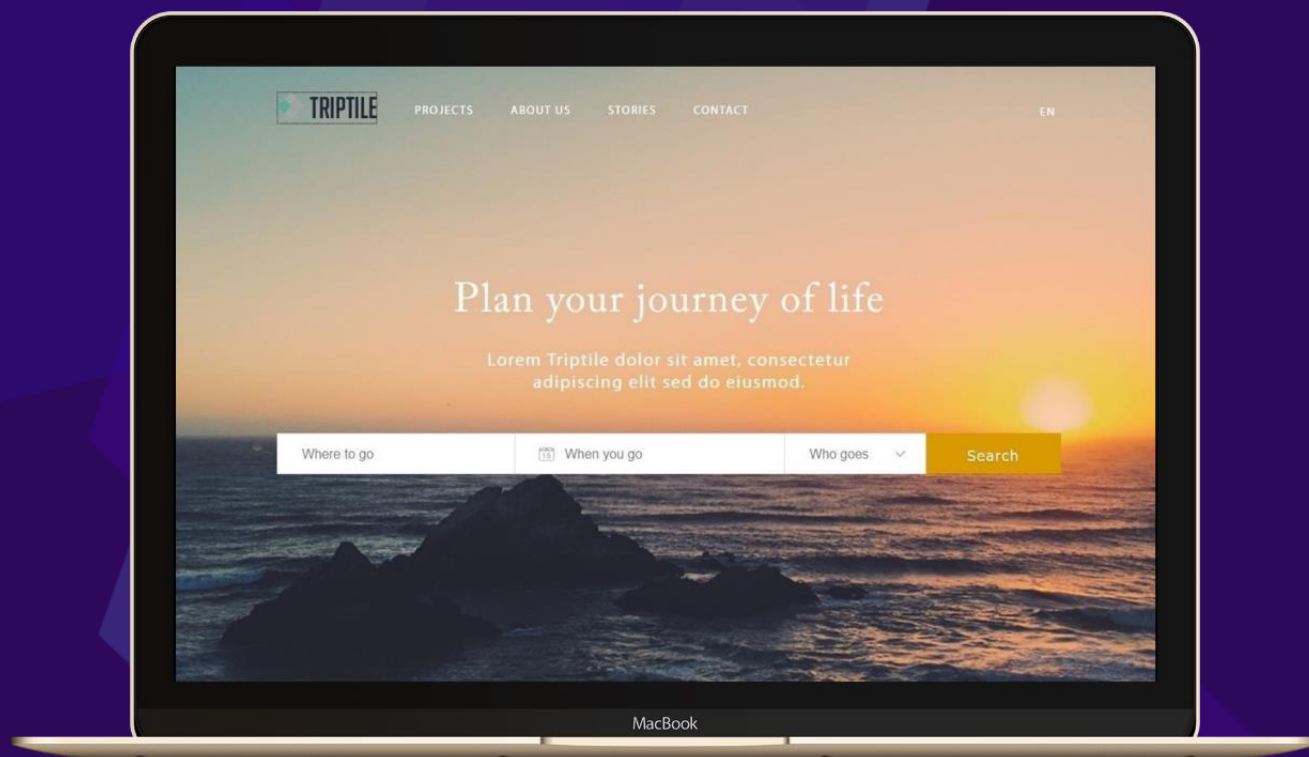 TRIPTILE PROJECTS ABOUT US STORIES CONTACT EN
Plan your journey of life
Lorem Triptile dolor sit amet, consectetur
adipiscing elit sed do eiusmod.
Where to go 15 When you go Who goes Search
MacBook